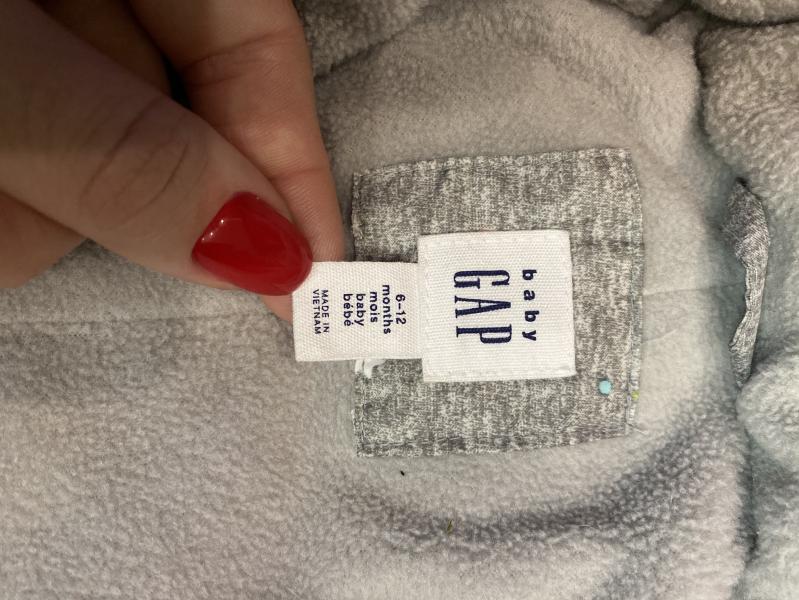 baby
GAP
6-12
months
mois
baby
bébé
MADE IN
VIETNAM